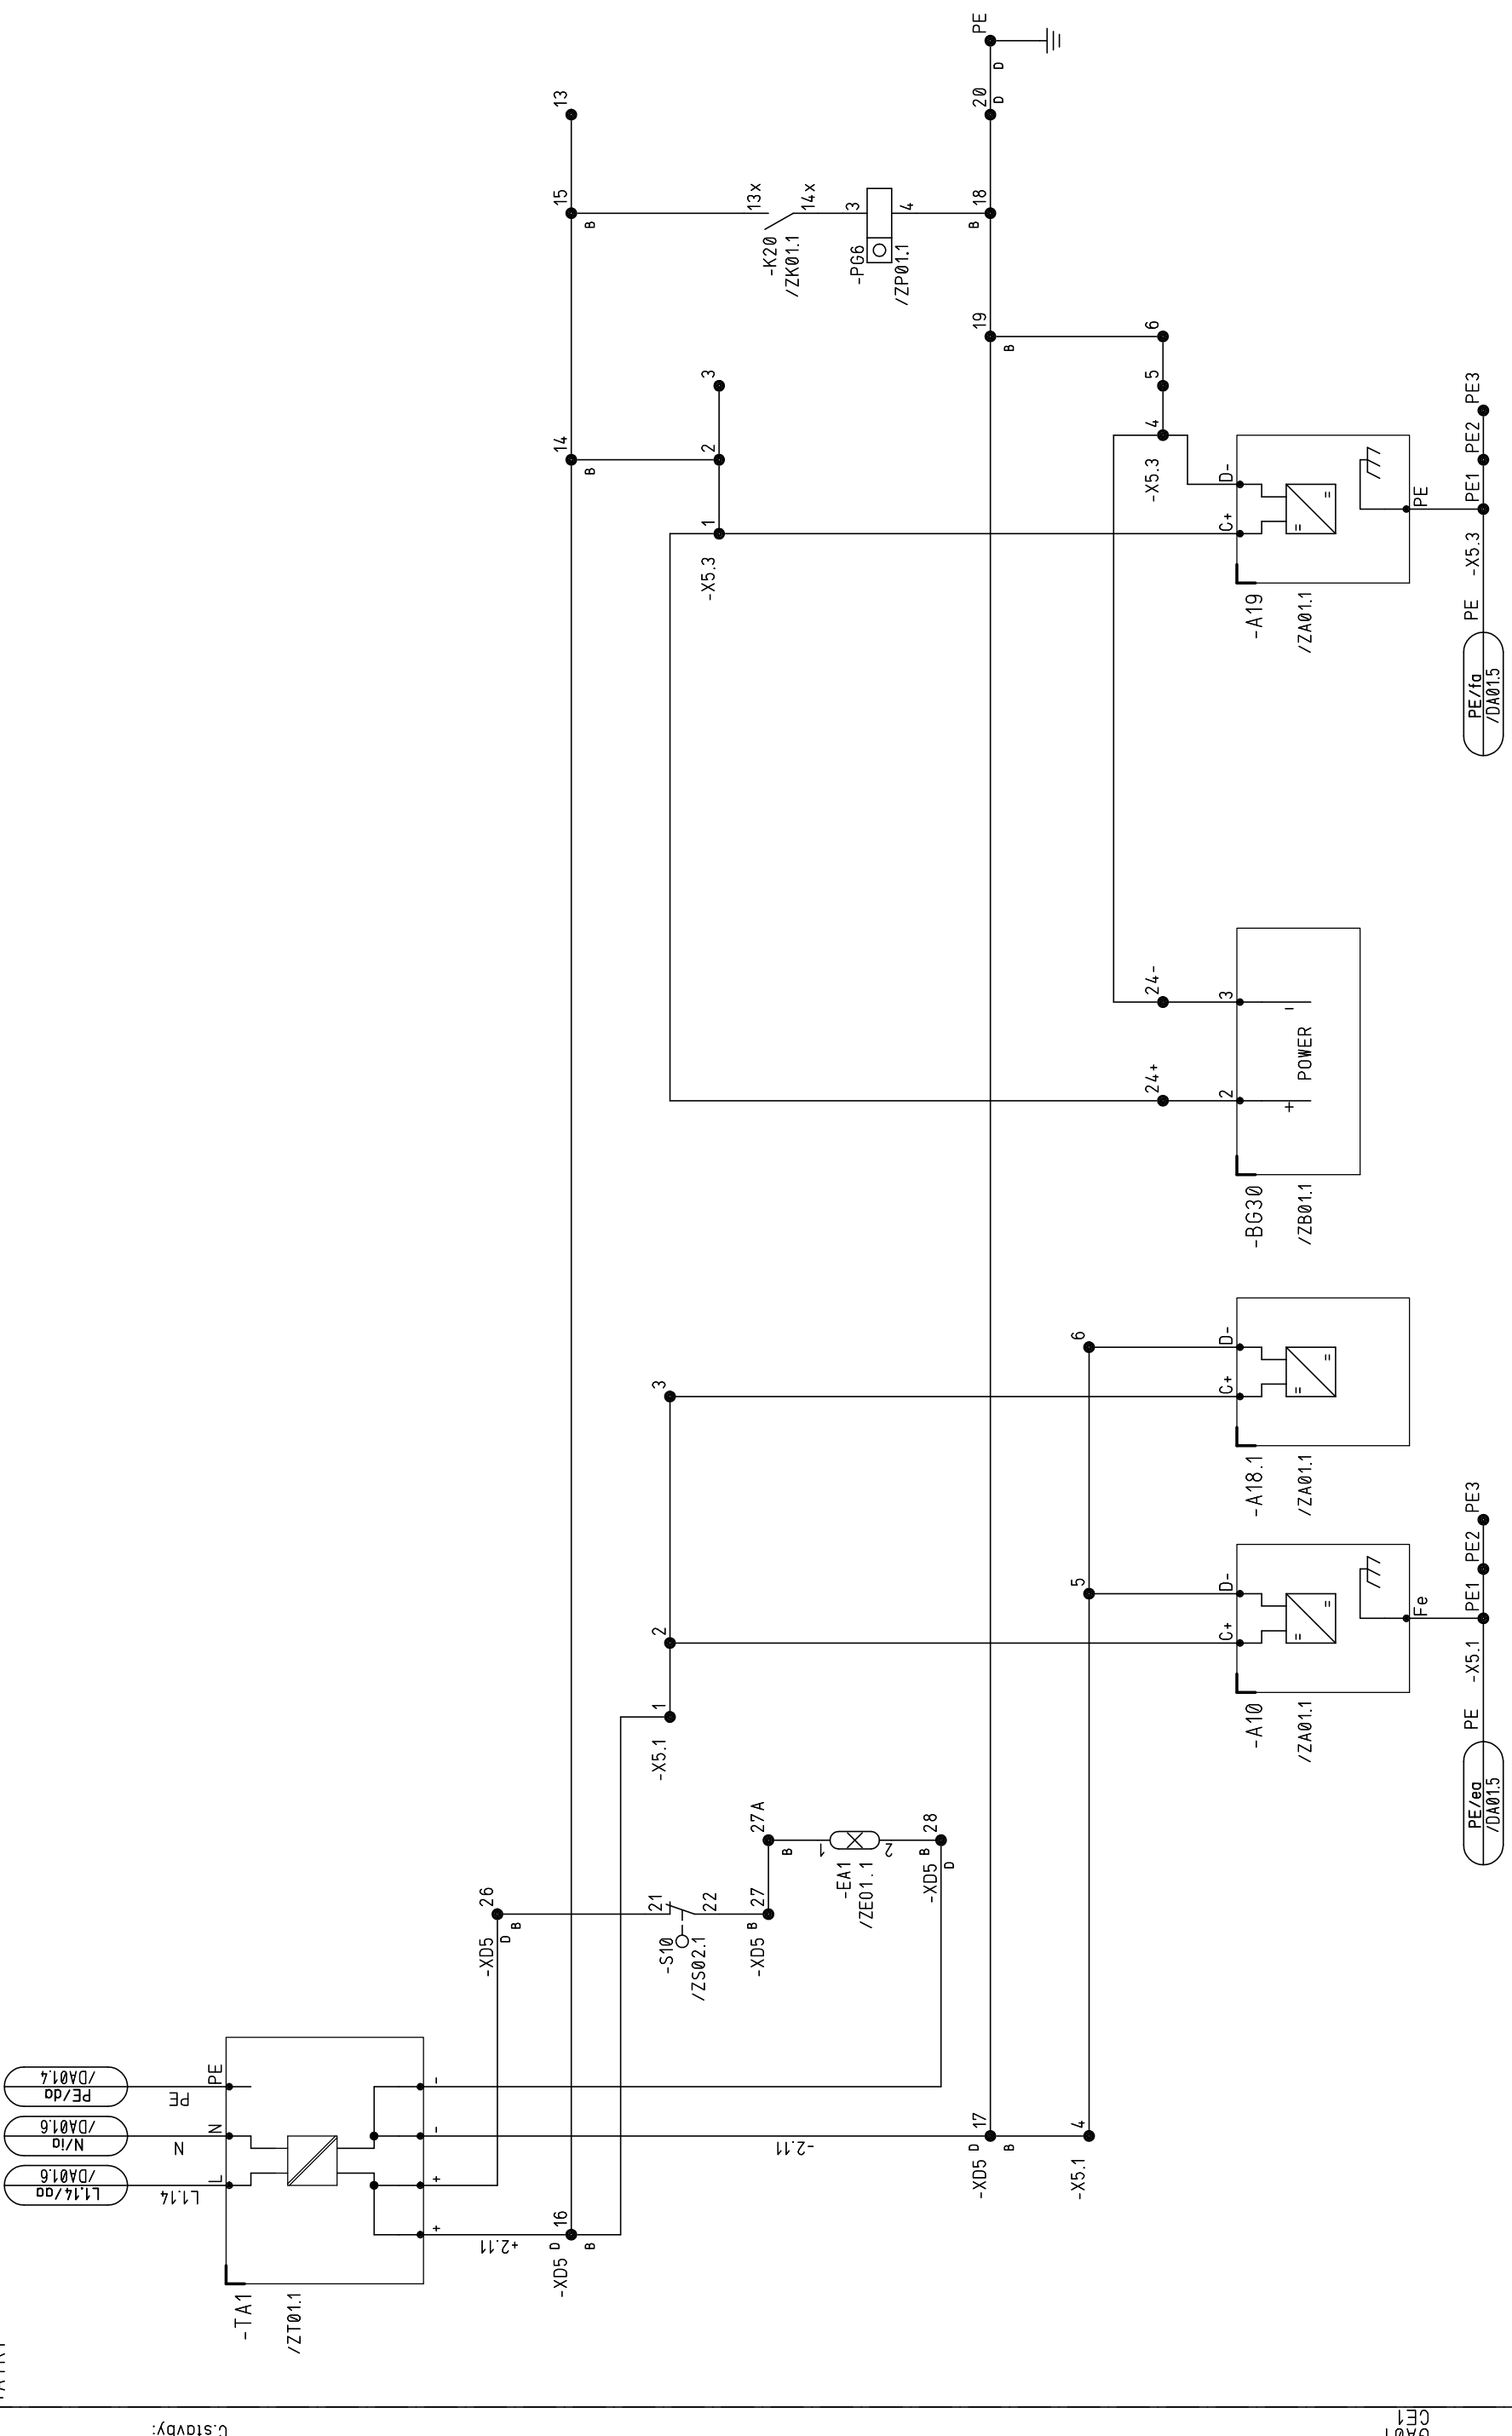 -TA1
/ZT01.1
L1.14/aa
/DA01.6
L1.14
L
N/ia
/DA01.6
N
N
PE/da
/DA01.4
PE
PE
+
+
-
-
+2.11
-2.11
-XD5
16
D
B
14
B
15
B
13
-XD5
26
D
B
-X5.1
1
2
3
-S10
/ZS02.1
21
22
-XD5
27
B
27A
B
-EA1
/ZE01.1
1
2
-XD5
28
B
D
-X5.3
1
2
3
-K20
/ZK01.1
13x
14x
-PG6
/ZP01.1
3
4
-XD5
17
D
B
19
B
18
B
20
D
D
PE
-X5.1
4
5
6
24+
24-
-X5.3
4
5
6
-A10
/ZA01.1
C+
D-
=
=
Fe
-A18.1
/ZA01.1
C+
D-
=
=
-BG30
/ZB01.1
2
3
+
-
POWER
-A19
/ZA01.1
C+
D-
=
=
PE
PE/ea
/DA01.5
PE
-X5.1
PE1
PE2
PE3
PE/fa
/DA01.5
PE
-X5.3
PE1
PE2
PE3
CE1